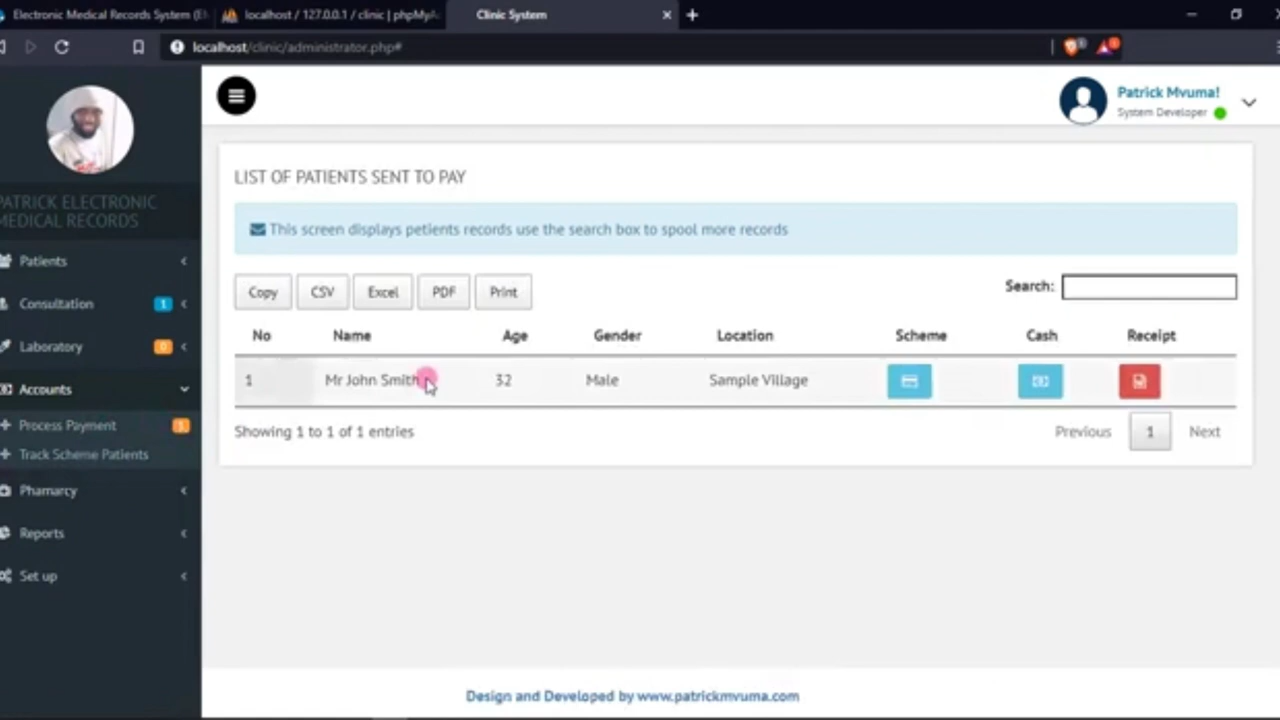 Electronic Medical Records System (E
localhost / 127.0.0.1 / clinic | phpMyA
Clinic System
localhost/clinic/administrator.php#
Patrick Mvuma!
System Developer
PATRICK ELECTRONIC
MEDICAL RECORDS
Patients
Consultation 1
Laboratory 0
Accounts
Process Payment 1
Track Scheme Patients
Phamarcy
Reports
Set up
LIST OF PATIENTS SENT TO PAY
This screen displays petients records use the search box to spool more records
Copy CSV Excel PDF Print
Search:
No Name Age Gender Location Scheme Cash Receipt
1 Mr John Smith 32 Male Sample Village
Showing 1 to 1 of 1 entries
Previous 1 Next
Design and Developed by www.patrickmvuma.com